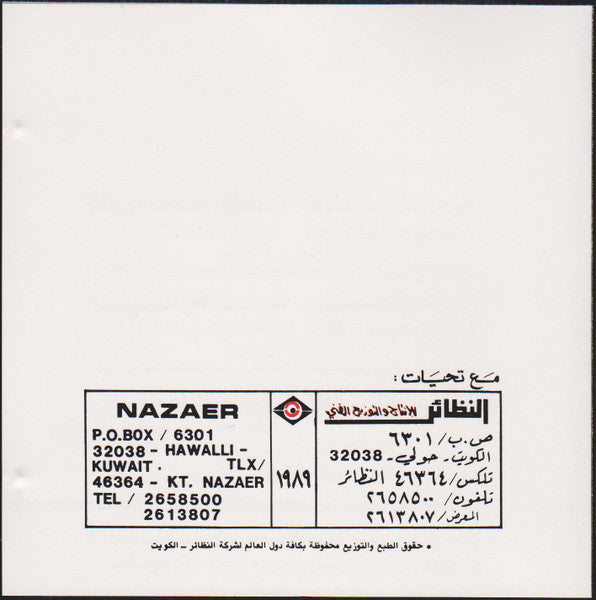 مع تحيات :
NAZAER
P.O.BOX / 6301
32038 - HAWALLI -
KUWAIT . TLX/
46364 - KT. NAZAER
TEL / 2658500
2613807
١٩٨٩
النظائر للانتاج والتوزيع الفني
ص.ب/ ٦٣٠١
الكويت - حولي - 32038
تلكس/ ٤٦٣٦٤ النظائر
تلفون/ ٢٦٥٨٥٠٠
المعرض/ ٢٦١٣٨٠٧
* حقوق الطبع والتوزيع محفوظة بكافة دول العالم لشركة النظائر - الكويت